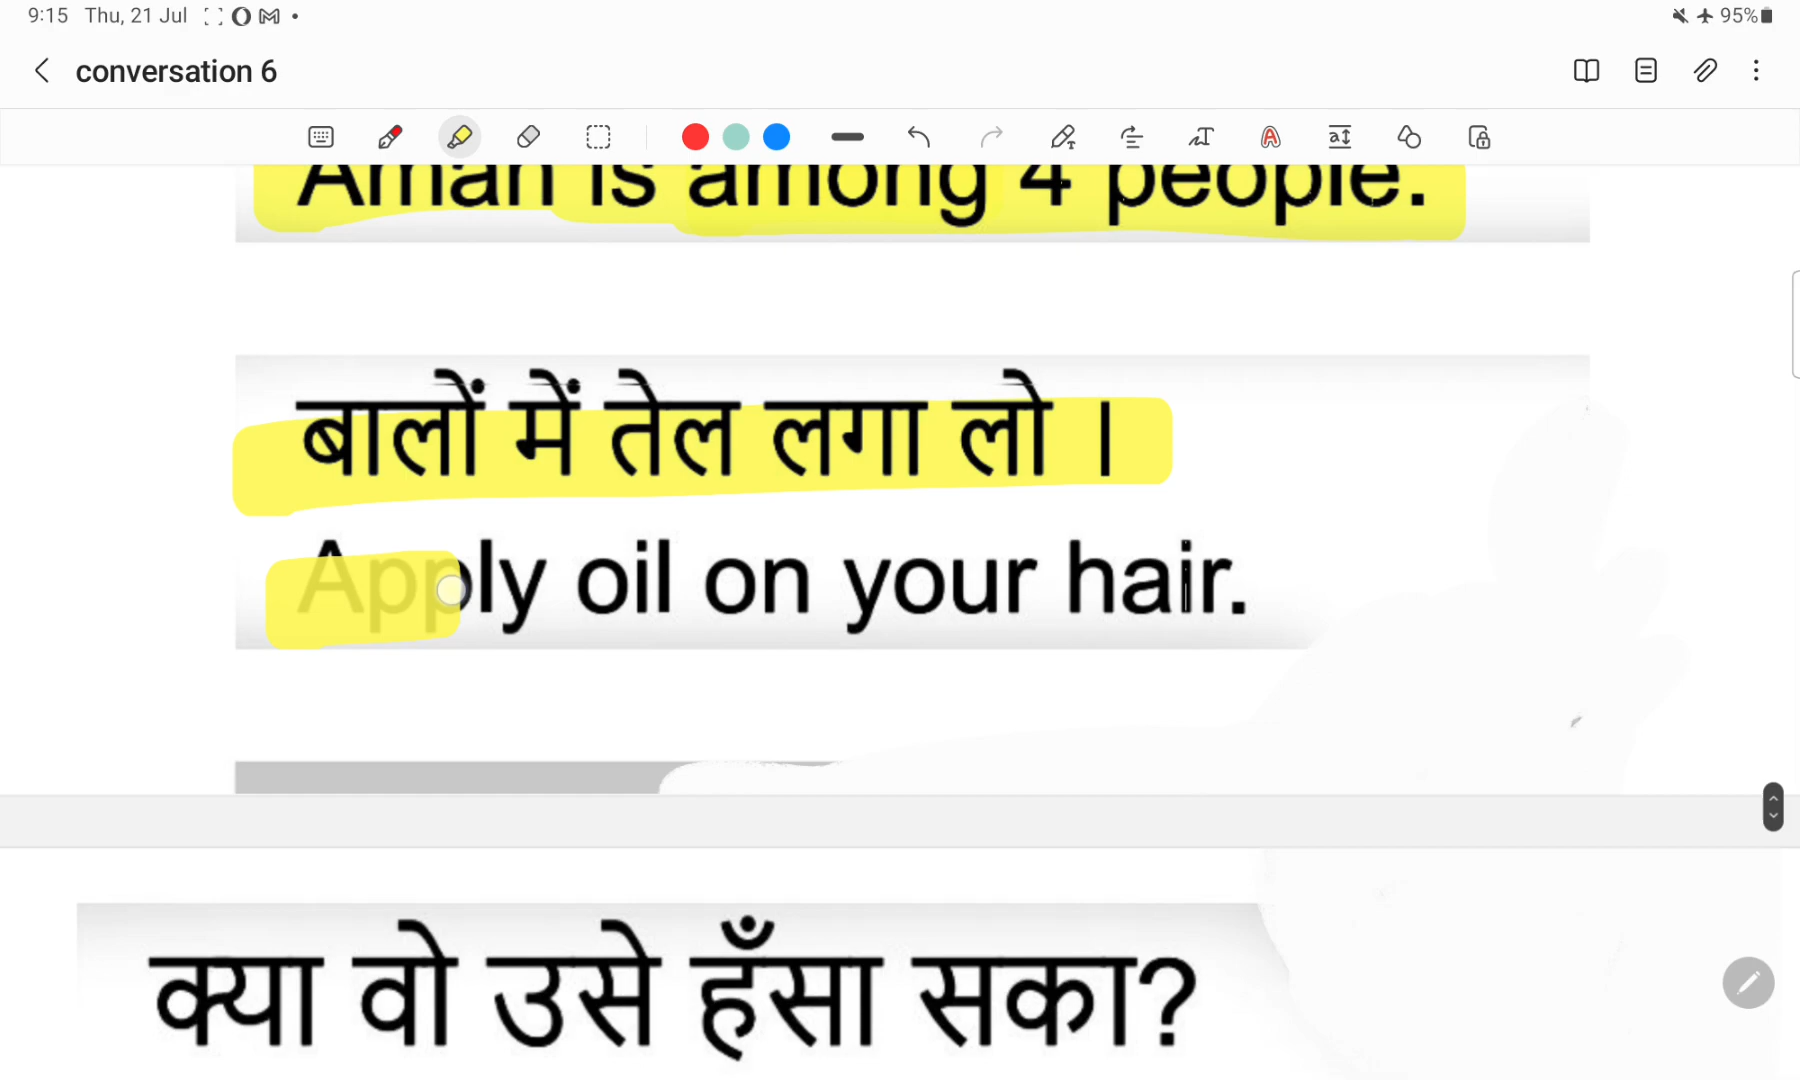 9:15 Thu, 21 Jul 95%
conversation 6
Aman is among 4 people.
बालों में तेल लगा लो ।
Apply oil on your hair.
क्या वो उसे हँसा सका?